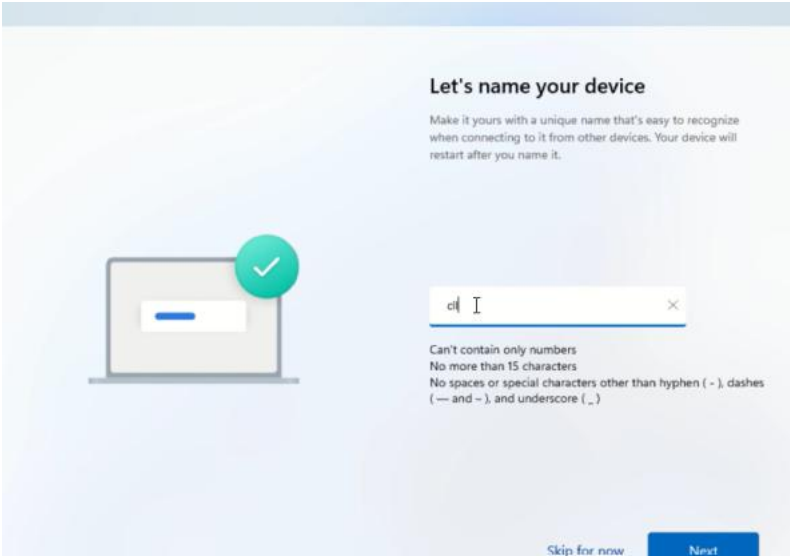 Let's name your device
Make it yours with a unique name that's easy to recognize
when connecting to it from other devices. Your device will
restart after you name it.
cli
Can't contain only numbers
No more than 15 characters
No spaces or special characters other than hyphen ( - ), dashes
( — and – ), and underscore ( _ )
Skip for now
Next